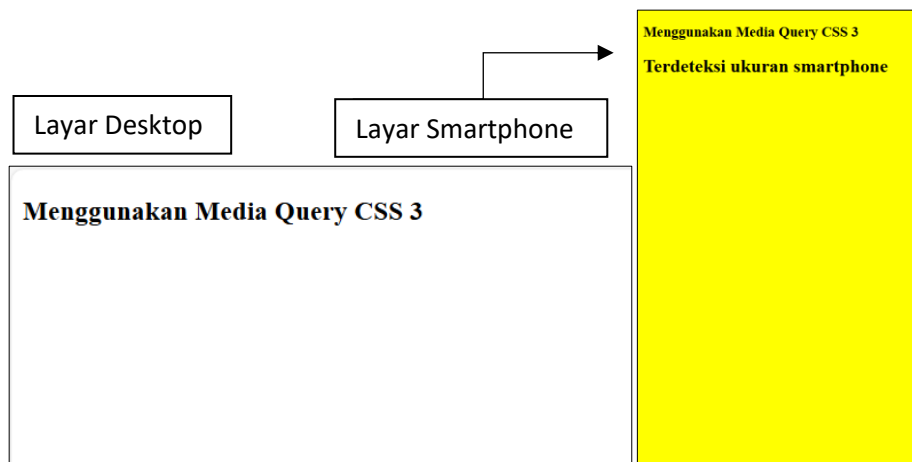 Menggunakan Media Query CSS 3
Terdeteksi ukuran smartphone
Layar Desktop
Layar Smartphone
Menggunakan Media Query CSS 3